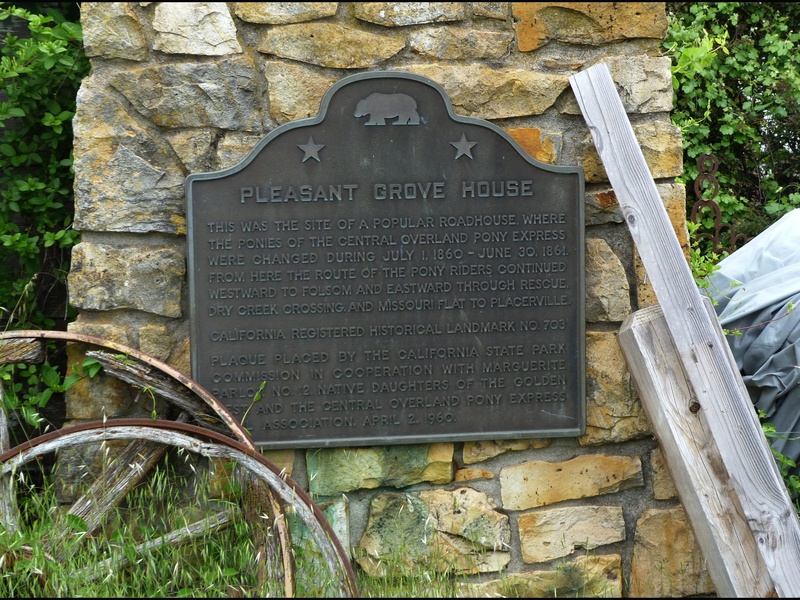 PLEASANT GROVE HOUSE
THIS WAS THE SITE OF A POPULAR ROADHOUSE WHERE
THE PONIES OF THE CENTRAL OVERLAND PONY EXPRESS
WERE CHANGED DURING JULY 1, 1860 - JUNE 30, 1861.
FROM HERE THE ROUTE OF THE PONY RIDERS CONTINUED
WESTWARD TO FOLSOM AND EASTWARD THROUGH RESCUE,
DRY CREEK CROSSING, AND MISSOURI FLAT TO PLACERVILLE.
CALIFORNIA REGISTERED HISTORICAL LANDMARK NO. 703
PLAQUE PLACED BY THE CALIFORNIA STATE PARK
COMMISSION IN COOPERATION WITH MARGUERITE
PARLOR NO. 12, NATIVE DAUGHTERS OF THE GOLDEN
AND THE CENTRAL OVERLAND PONY EXPRESS
ASSOCIATION, APRIL 2, 1960.